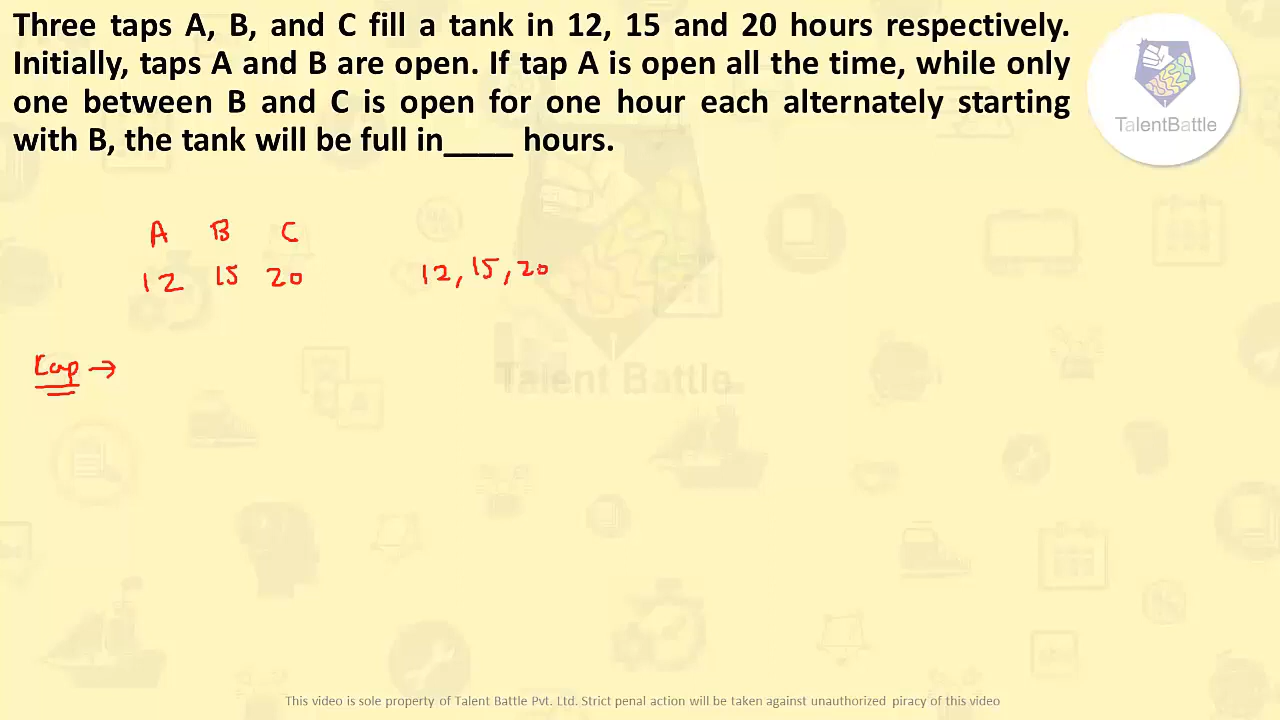 Three taps A, B, and C fill a tank in 12, 15 and 20 hours respectively.
Initially, taps A and B are open. If tap A is open all the time, while only
one between B and C is open for one hour each alternately starting
with B, the tank will be full in____ hours.
TalentBattle
A B C
12 15 20 12, 15, 20
Cap →
Talent Battle
This video is sole property of Talent Battle Pvt. Ltd. Strict penal action will be taken against unauthorized piracy of this video